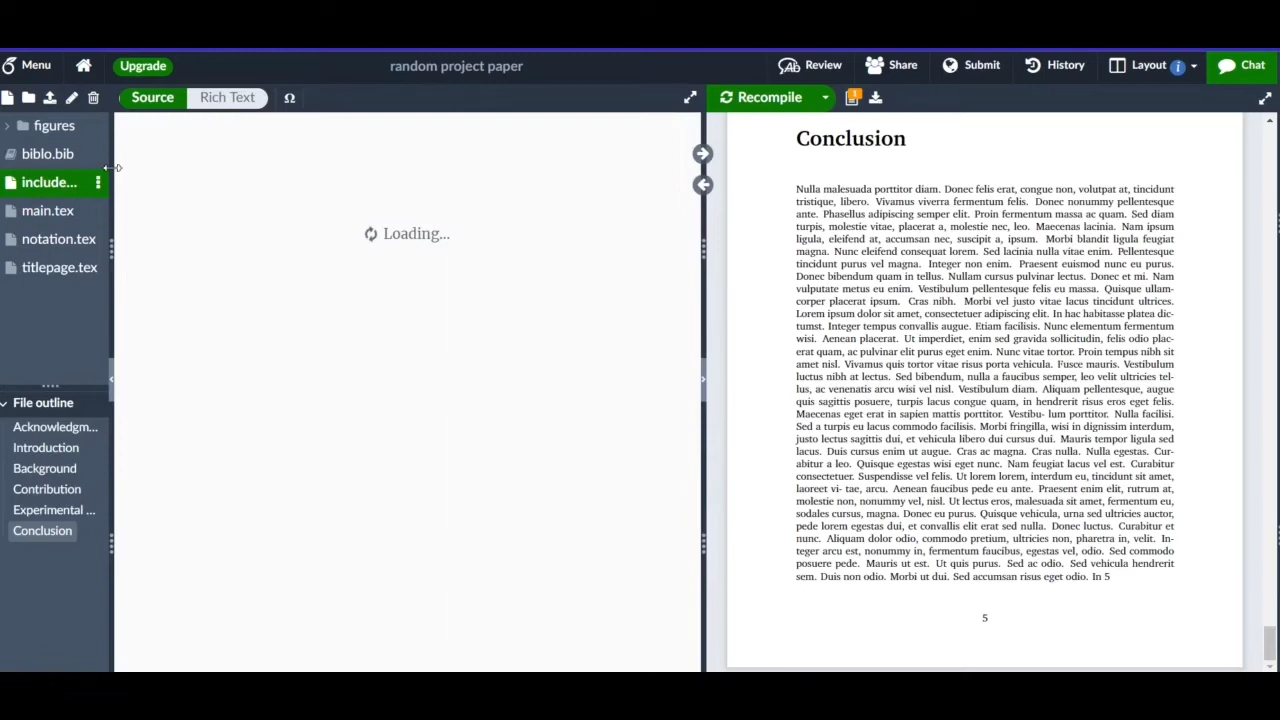 Menu
Upgrade
random project paper
Review
Share
Submit
History
Layout
i
Chat
Source
Rich Text
Ω
Recompile
1
figures
biblo.bib
include...
main.tex
notation.tex
titlepage.tex
File outline
Acknowledgm...
Introduction
Background
Contribution
Experimental ...
Conclusion
Loading...
Conclusion
Nulla malesuada porttitor diam. Donec felis erat, congue non, volutpat at, tincidunt
tristique, libero. Vivamus viverra fermentum felis. Donec nonummy pellentesque
ante. Phasellus adipiscing semper elit. Proin fermentum massa ac quam. Sed diam
turpis, molestie vitae, placerat a, molestie nec, leo. Maecenas lacinia. Nam ipsum
ligula, eleifend at, accumsan nec, suscipit a, ipsum. Morbi blandit ligula feugiat
magna. Nunc eleifend consequat lorem. Sed lacinia nulla vitae enim. Pellentesque
tincidunt purus vel magna. Integer non enim. Praesent euismod nunc eu purus.
Donec bibendum quam in tellus. Nullam cursus pulvinar lectus. Donec et mi. Nam
vulputate metus eu enim. Vestibulum pellentesque felis eu massa. Quisque ullam-
corper placerat ipsum. Cras nibh. Morbi vel justo vitae lacus tincidunt ultrices.
Lorem ipsum dolor sit amet, consectetuer adipiscing elit. In hac habitasse platea dic-
tumst. Integer tempus convallis augue. Etiam facilisis. Nunc elementum fermentum
wisi. Aenean placerat. Ut imperdiet, enim sed gravida sollicitudin, felis odio plac-
erat quam, ac pulvinar elit purus eget enim. Nunc vitae tortor. Proin tempus nibh sit
amet nisl. Vivamus quis tortor vitae risus porta vehicula. Fusce mauris. Vestibulum
luctus nibh at lectus. Sed bibendum, nulla a faucibus semper, leo velit ultricies tel-
lus, ac venenatis arcu wisi vel nisl. Vestibulum diam. Aliquam pellentesque, augue
quis sagittis posuere, turpis lacus congue quam, in hendrerit risus eros eget felis.
Maecenas eget erat in sapien mattis porttitor. Vestibu- lum porttitor. Nulla facilisi.
Sed a turpis eu lacus commodo facilisis. Morbi fringilla, wisi in dignissim interdum,
justo lectus sagittis dui, et vehicula libero dui cursus dui. Mauris tempor ligula sed
lacus. Duis cursus enim ut augue. Cras ac magna. Cras nulla. Nulla egestas. Cur-
abitur a leo. Quisque egestas wisi eget nunc. Nam feugiat lacus vel est. Curabitur
consectetuer. Suspendisse vel felis. Ut lorem lorem, interdum eu, tincidunt sit amet,
laoreet vi- tae, arcu. Aenean faucibus pede eu ante. Praesent enim elit, rutrum at,
molestie non, nonummy vel, nisl. Ut lectus eros, malesuada sit amet, fermentum eu,
sodales cursus, magna. Donec eu purus. Quisque vehicula, urna sed ultricies auctor,
pede lorem egestas dui, et convallis elit erat sed nulla. Donec luctus. Curabitur et
nunc. Aliquam dolor odio, commodo pretium, ultricies non, pharetra in, velit. In-
teger arcu est, nonummy in, fermentum faucibus, egestas vel, odio. Sed commodo
posuere pede. Mauris ut est. Ut quis purus. Sed ac odio. Sed vehicula hendrerit
sem. Duis non odio. Morbi ut dui. Sed accumsan risus eget odio. In 5
5